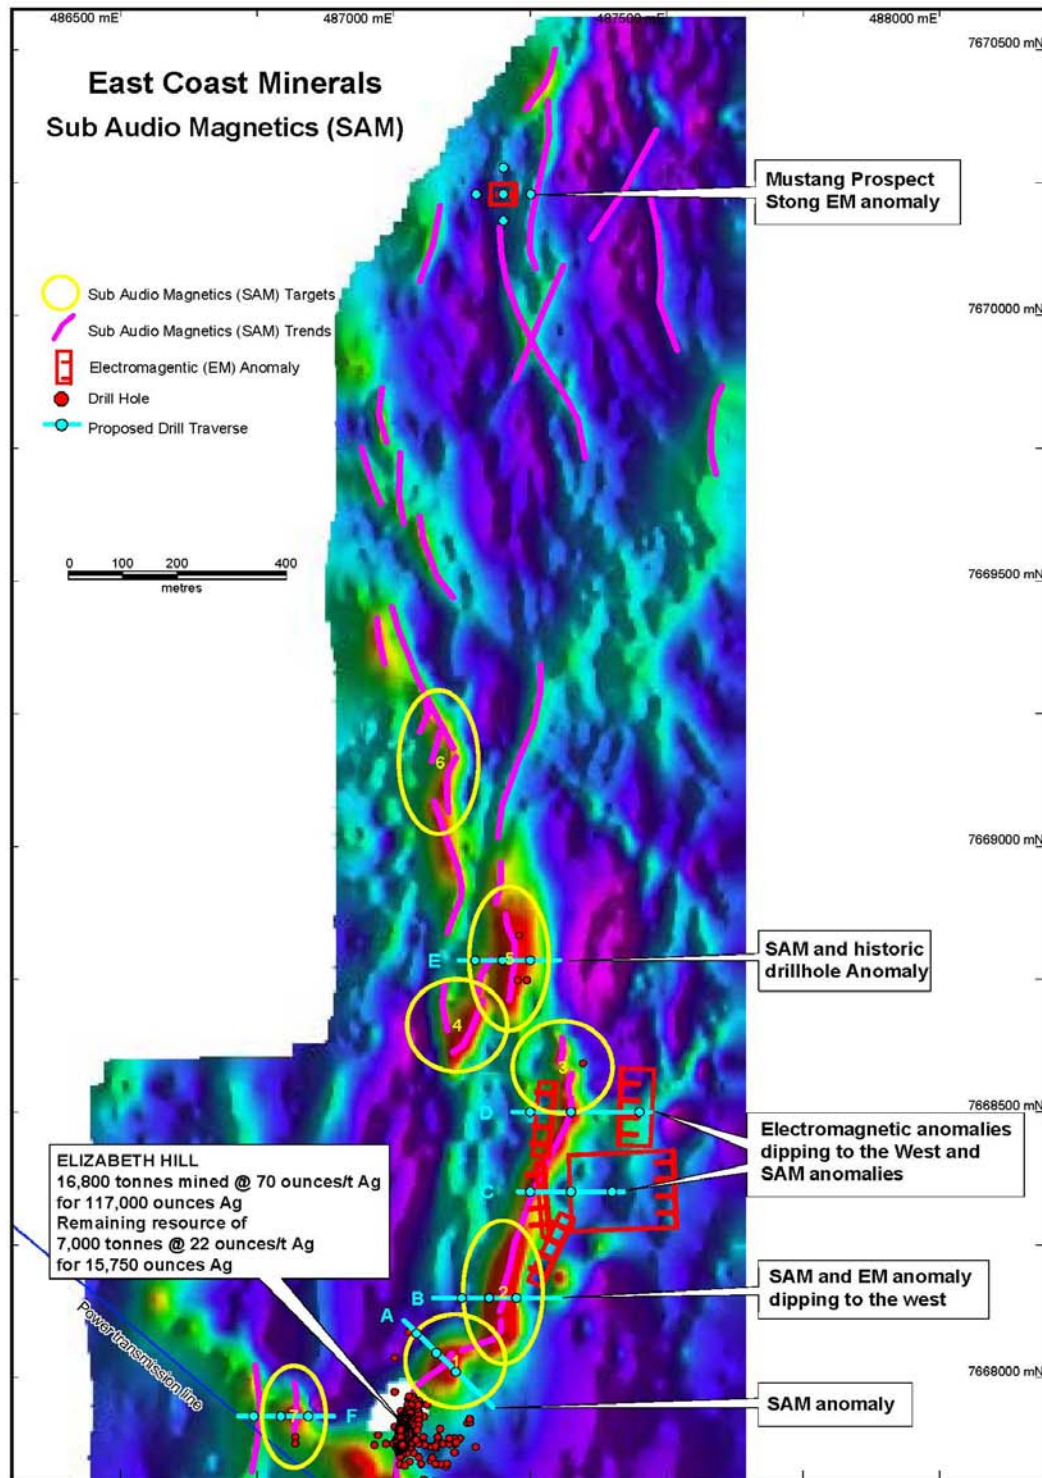 486500 mE
487000 mE
487500 mE
488000 mE
7670500 mN
East Coast Minerals
Sub Audio Magnetics (SAM)
Mustang Prospect
Stong EM anomaly
Sub Audio Magnetics (SAM) Targets
Sub Audio Magnetics (SAM) Trends
Electromagentic (EM) Anomaly
Drill Hole
Proposed Drill Traverse
7670000 mN
0 100 200 400
metres
7669500 mN
6
7669000 mN
E
5
SAM and historic
drillhole Anomaly
4
3
D
7668500 mN
Electromagnetic anomalies
dipping to the West and
SAM anomalies
C
ELIZABETH HILL
16,800 tonnes mined @ 70 ounces/t Ag
for 117,000 ounces Ag
Remaining resource of
7,000 tonnes @ 22 ounces/t Ag
for 15,750 ounces Ag
SAM and EM anomaly
dipping to the west
2
B
A
1
Power transmission line
7668000 mN
SAM anomaly
7
F